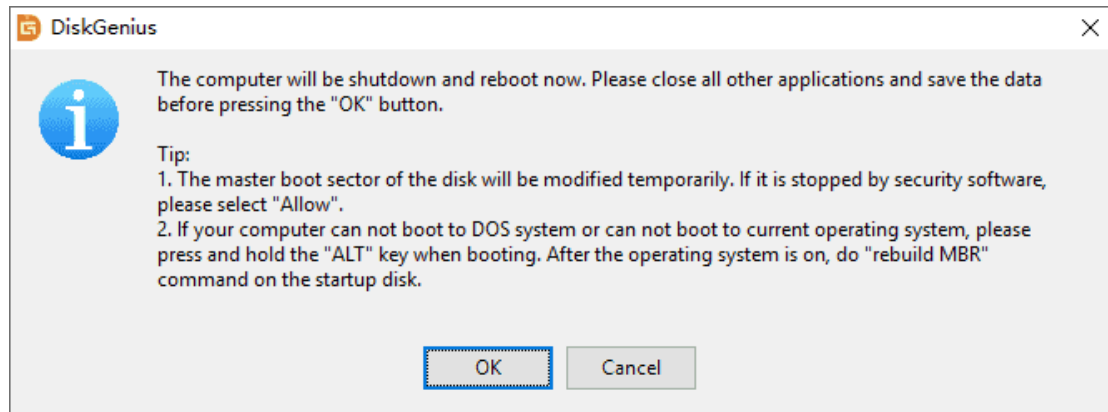 DiskGenius
The computer will be shutdown and reboot now. Please close all other applications and save the data
before pressing the "OK" button.
Tip:
1. The master boot sector of the disk will be modified temporarily. If it is stopped by security software,
please select "Allow".
2. If your computer can not boot to DOS system or can not boot to current operating system, please
press and hold the "ALT" key when booting. After the operating system is on, do "rebuild MBR"
command on the startup disk.
OK
Cancel